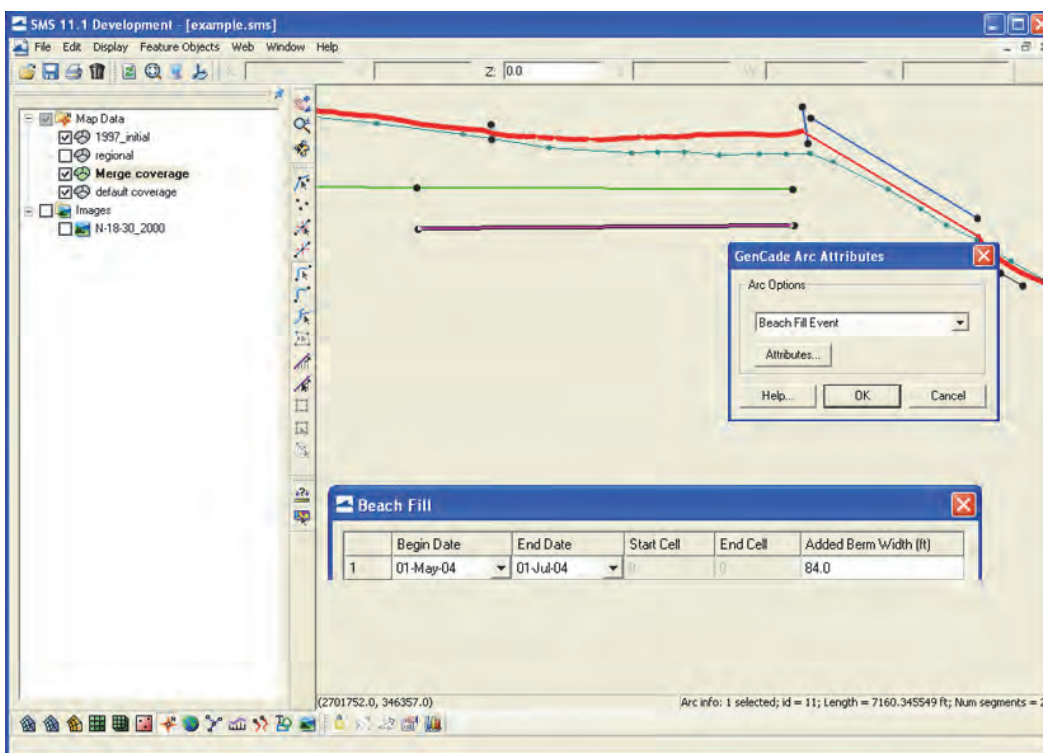 SMS 11.1 Development - [example.sms]
File Edit Display Feature Objects Web Window Help
Z: 0.0
Map Data
1997_initial
regional
Merge coverage
default coverage
Images
N-18-30_2000
GenCade Arc Attributes
Arc Options
Beach Fill Event
Attributes...
Help... OK Cancel
Beach Fill
Begin Date End Date Start Cell End Cell Added Berm Width (ft)
1 01-May-04 01-Jul-04 0 0 84.0
(2701752.0, 346357.0) Arc info: 1 selected; id = 11; Length = 7160.345549 ft; Num segments = 2